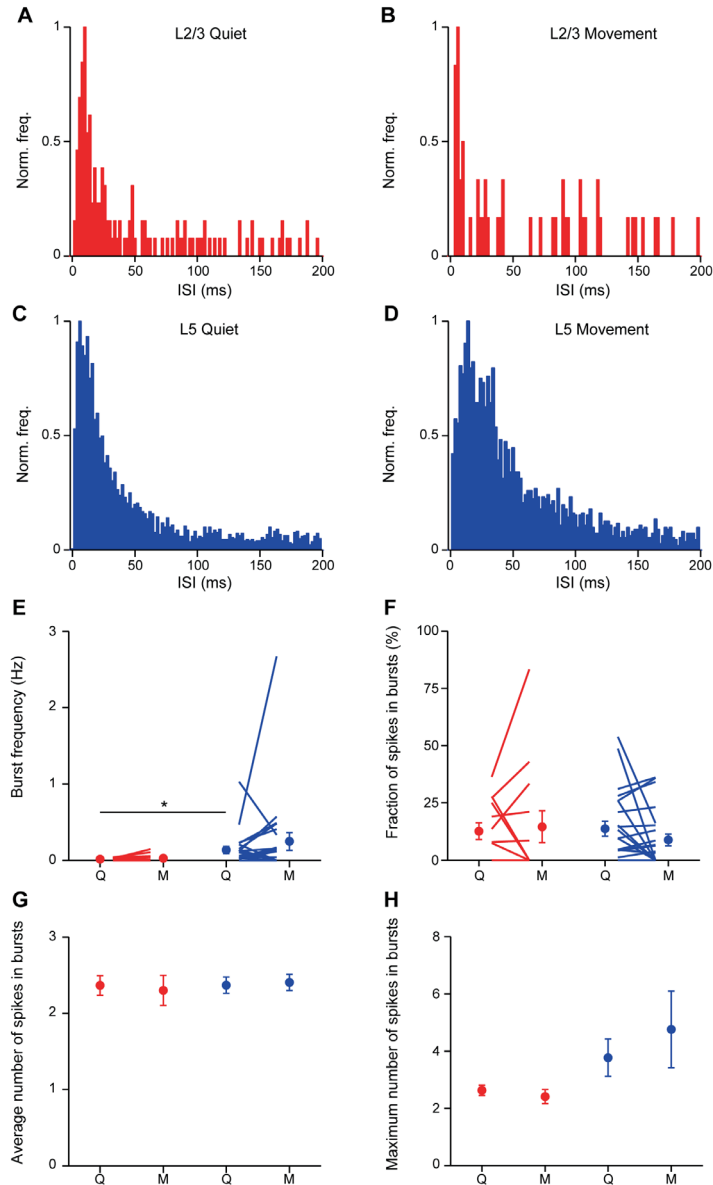 A
L2/3 Quiet
Norm. freq.
1
0.5
0
0
50
100
150
200
ISI (ms)
B
L2/3 Movement
Norm. freq.
1
0.5
0
0
50
100
150
200
ISI (ms)
C
L5 Quiet
Norm. freq.
1
0.5
0
0
50
100
150
200
ISI (ms)
D
L5 Movement
Norm. freq.
1
0.5
0
0
50
100
150
200
ISI (ms)
E
Burst frequency (Hz)
3
2
1
0
*
Q
M
Q
M
F
Fraction of spikes in bursts (%)
100
75
50
25
0
Q
M
Q
M
G
Average number of spikes in bursts
3
2
1
0
Q
M
Q
M
H
Maximum number of spikes in bursts
8
6
4
2
0
Q
M
Q
M